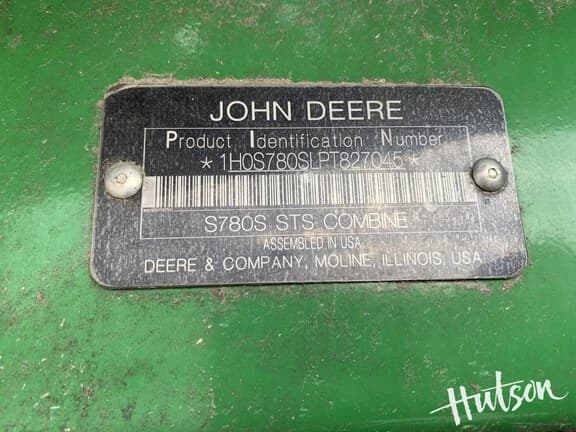 JOHN DEERE
Product Identification Number
* 1H0S780SLPT827045 *
S780S STS COMBINE
ASSEMBLED IN USA
DEERE & COMPANY, MOLINE, ILLINOIS, USA
Hutson